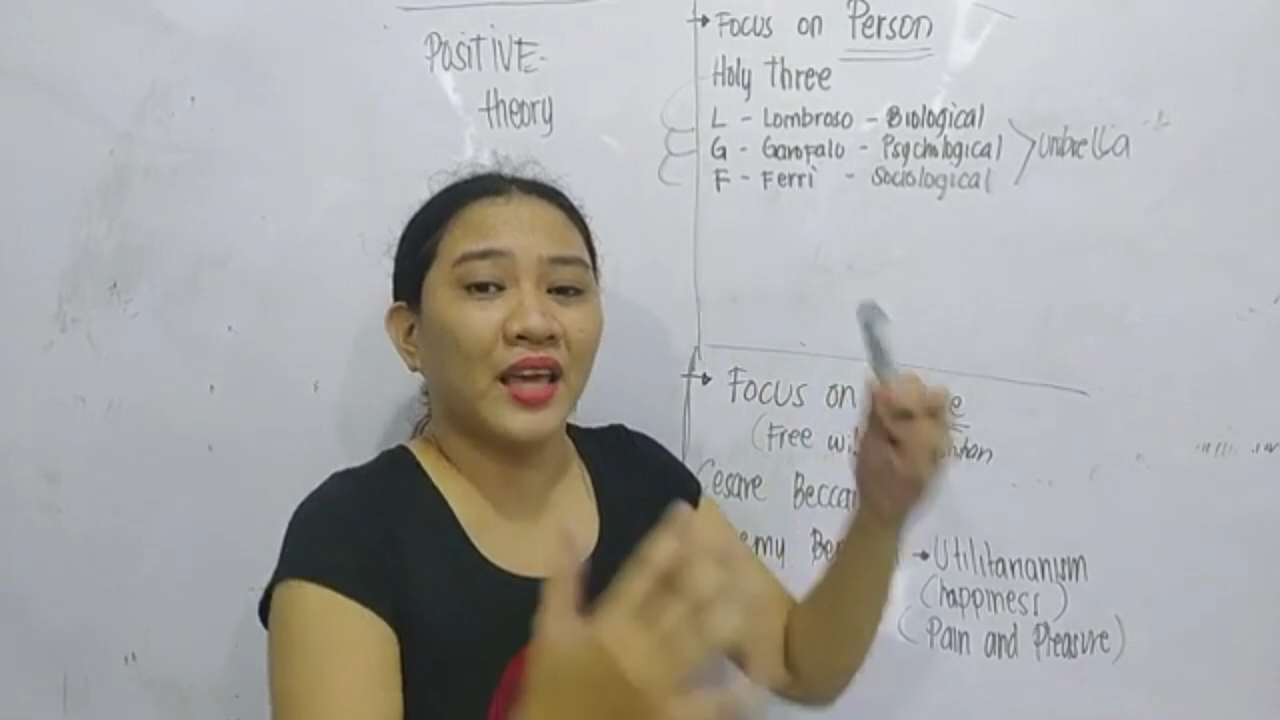 POSITIVE-
theory
→ Focus on Person
Holy three
L - Lombroso - Biological
G - Garofalo - Psychological
F - Ferri - Sociological
umbrella
→ Focus on
(Free
Cesare
→ Utilitarianism
(happiness)
(Pain and Pleasure)